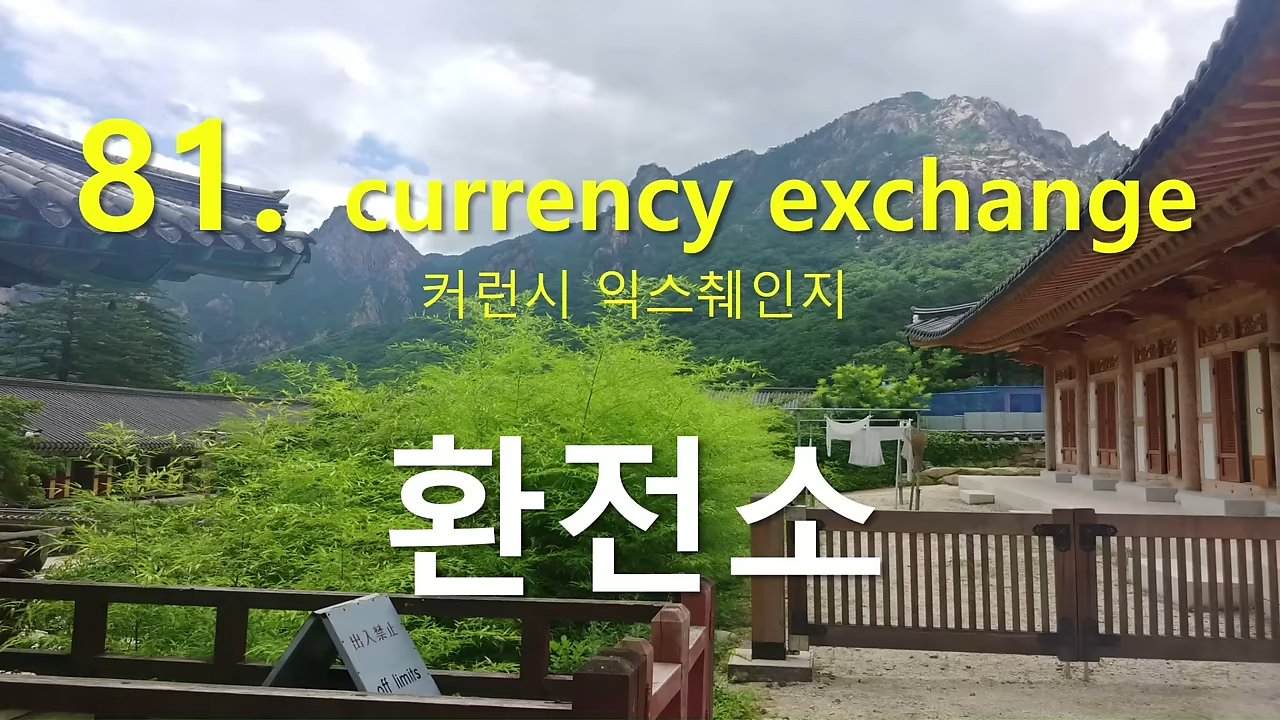 81. currency exchange
커런시 익스췌인지
환전소
出入禁止
off limits